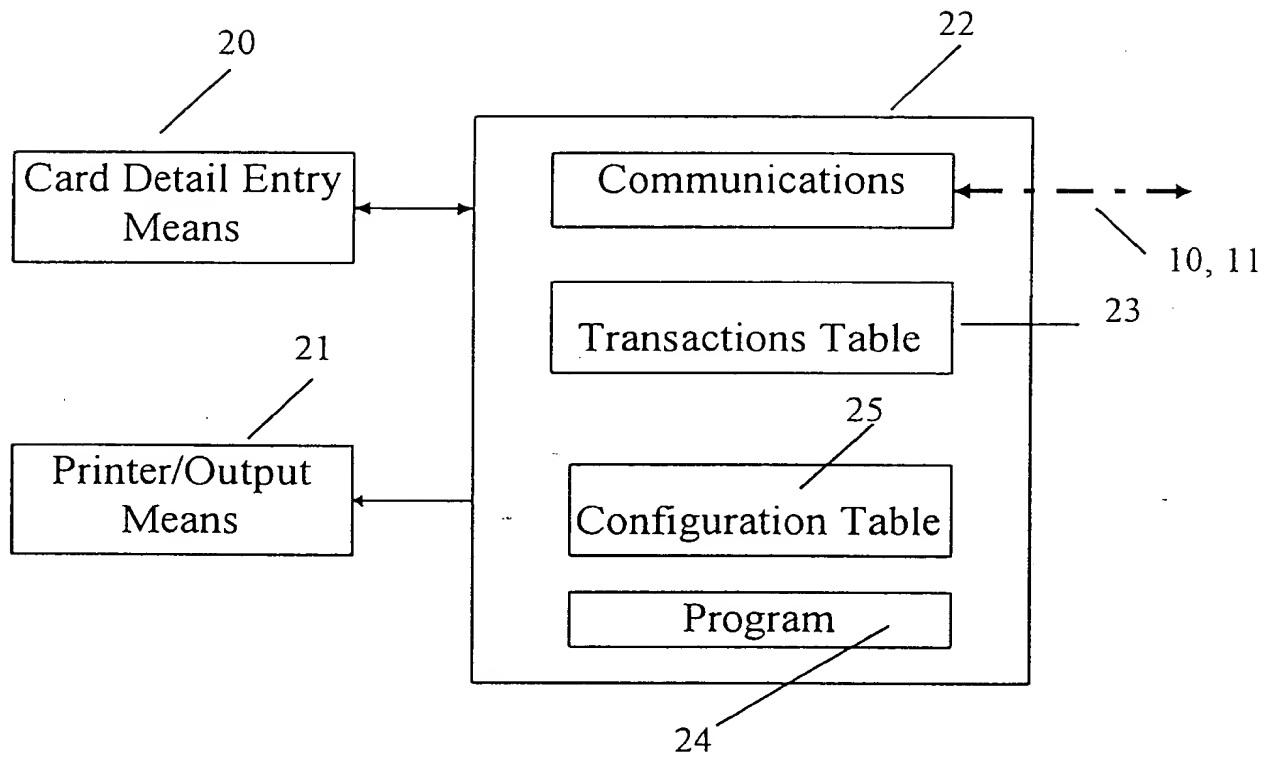 22
20
Card Detail Entry
Means
Communications
10, 11
23
Transactions Table
21
25
Printer/Output
Means
Configuration Table
Program
24